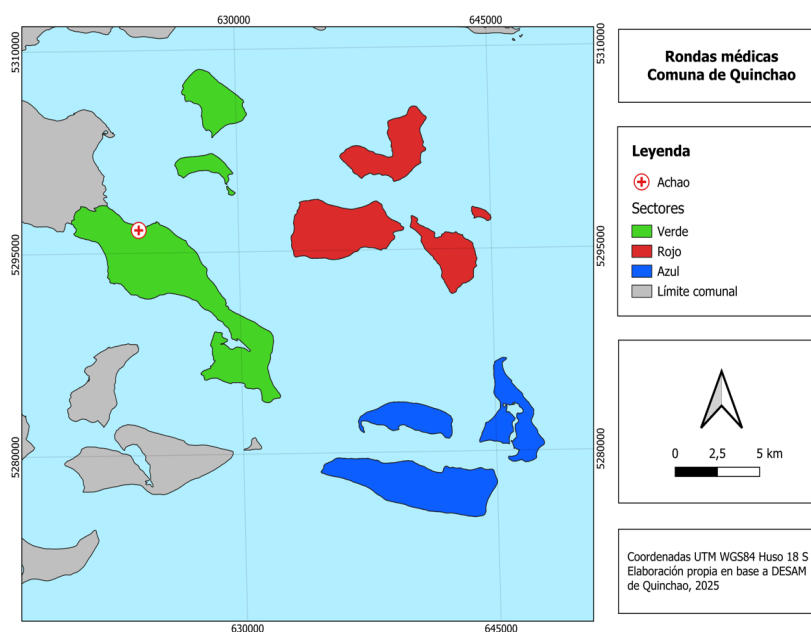 630000
645000
5310000
5310000
5295000
5295000
5280000
5280000
630000
645000
Rondas médicas
Comuna de Quinchao
Leyenda
Achao
Sectores
Verde
Rojo
Azul
Límite comunal
0 2,5 5 km
Coordenadas UTM WGS84 Huso 18 S
Elaboración propia en base a DESAM
de Quinchao, 2025